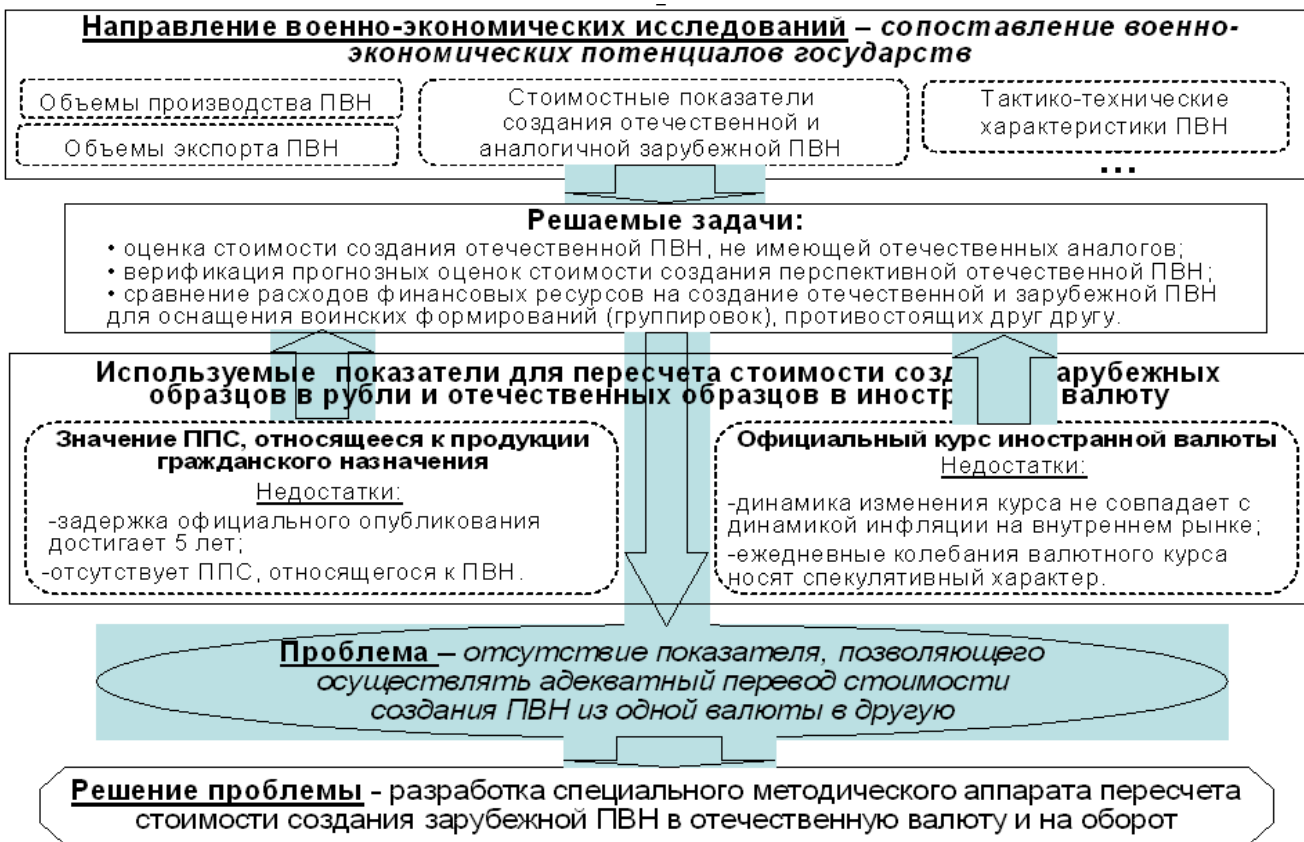 Направление военно-экономических исследований – сопоставление военно-
экономических потенциалов государств
Объемы производства ПВН
Объемы экспорта ПВН
Стоимостные показатели
создания отечественной и
аналогичной зарубежной ПВН
Тактико-технические
характеристики ПВН
...
Решаемые задачи:
• оценка стоимости создания отечественной ПВН, не имеющей отечественных аналогов;
• верификация прогнозных оценок стоимости создания перспективной отечественной ПВН;
• сравнение расходов финансовых ресурсов на создание отечественной и зарубежной ПВН
для оснащения воинских формирований (группировок), противостоящих друг другу.
Используемые показатели для пересчета стоимости соз арубежных
образцов в рубли и отечественных образцов в иностр валюту
Значение ППС, относящееся к продукции
гражданского назначения
Недостатки:
-задержка официального опубликования
достигает 5 лет;
-отсутствует ППС, относящегося к ПВН.
Официальный курс иностранной валюты
Недостатки:
-динамика изменения курса не совпадает с
динамикой инфляции на внутреннем рынке;
-ежедневные колебания валютного курса
носят спекулятивный характер.
Проблема – отсутствие показателя, позволяющего
осуществлять адекватный перевод стоимости
создания ПВН из одной валюты в другую
Решение проблемы - разработка специального методического аппарата пересчета
стоимости создания зарубежной ПВН в отечественную валюту и на оборот